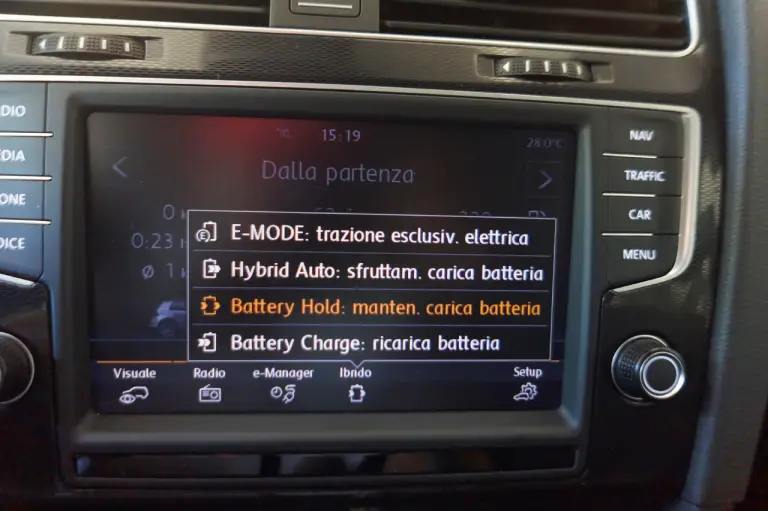 15:19
28.0°C
NAV
TRAFFIC
CAR
MENU
Dalla partenza
0:23
E-MODE: trazione esclusiv. elettrica
Hybrid Auto: sfruttam. carica batteria
Battery Hold: manten. carica batteria
Battery Charge: ricarica batteria
Visuale
Radio
e-Manager
Ibrido
Setup